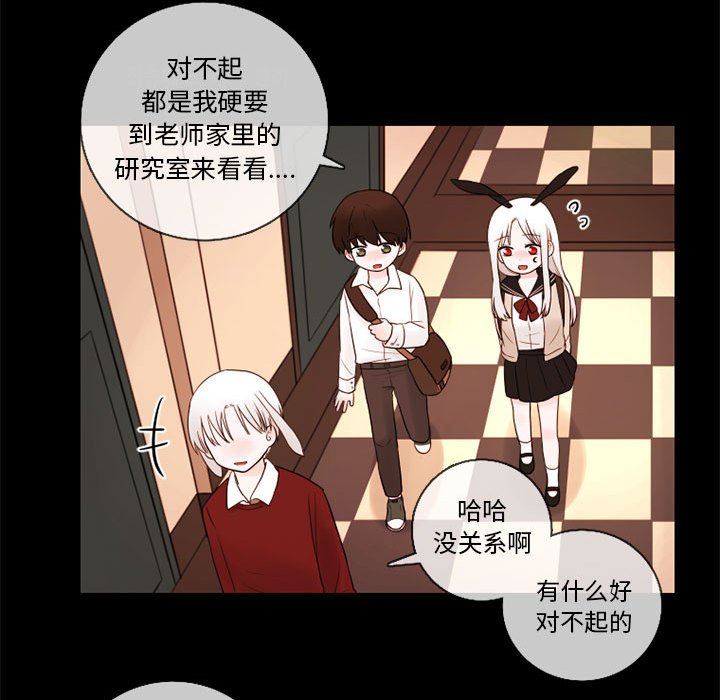 对不起
都是我硬要
到老师家里的
研究室来看看....
哈哈
没关系啊
有什么好
对不起的